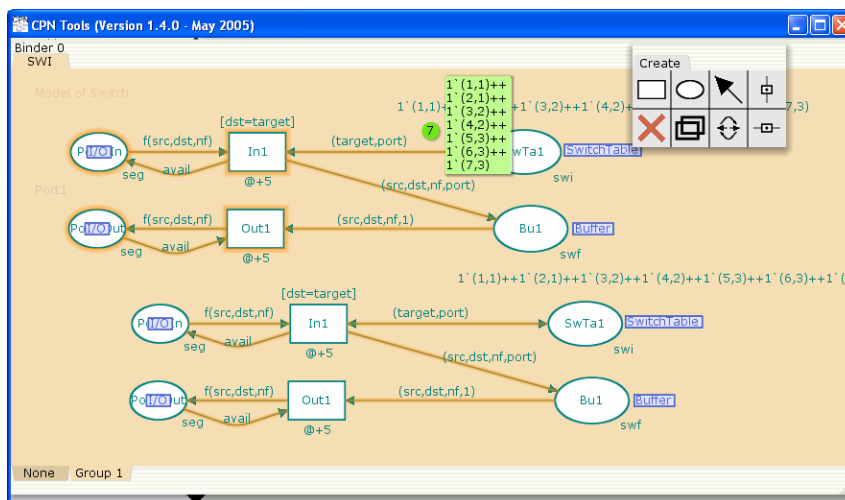 CPN Tools (Version 1.4.0 - May 2005)
Binder 0
SWI
Create
Model of Switch
1`(1,1)++
1`(2,1)++
1`(3,2)++
1`(4,2)++
1`(5,3)++
1`(6,3)++
1`(7,3)
7
1`(1,1)+ +1`(3,2)++1`(4,2)+ 7,3)
[dst=target]
I/O In
f(src,dst,nf)
In1
(target,port)
wTa1
SwitchTable
avail
seg
@+5
swi
Port1
(src,dst,nf,port)
I/O ut
f(src,dst,nf)
Out1
(src,dst,nf,1)
Bu1
Buffer
avail
seg
@+5
swf
1`(1,1)++1`(2,1)++1`(3,2)++1`(4,2)++1`(5,3)++1`(6,3)++1`(
[dst=target]
I/O In
f(src,dst,nf)
In1
(target,port)
SwTa1
SwitchTable
avail
seg
@+5
swi
(src,dst,nf,port)
Po I/O ut
f(src,dst,nf)
Out1
(src,dst,nf,1)
Bu1
Buffer
avail
seg
@+5
swf
None
Group 1